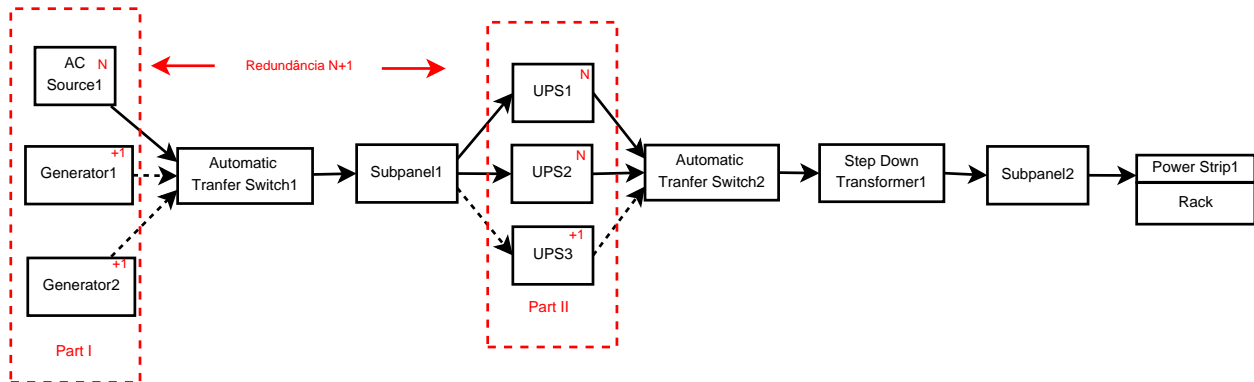 AC
N
Source1
Redundância N+1
+1
Generator1
+1
Generator2
Part I
Automatic
Tranfer Switch1
Subpanel1
N
UPS1
N
UPS2
+1
UPS3
Part II
Automatic
Tranfer Switch2
Step Down
Transformer1
Subpanel2
Power Strip1
Rack